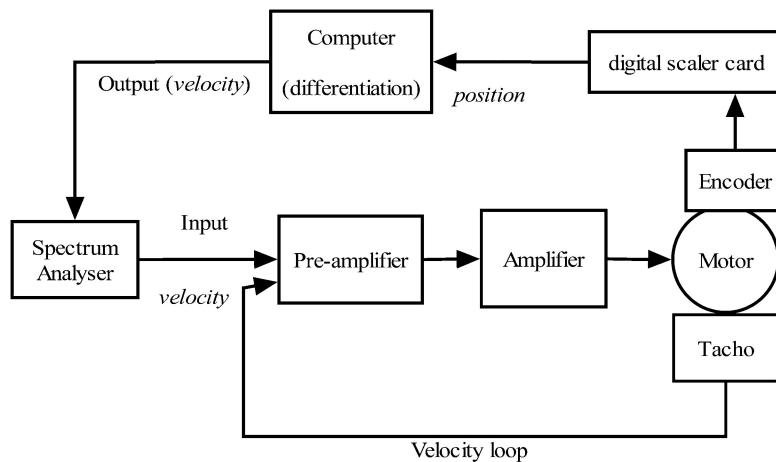 Computer
(differentiation)
digital scaler card
Output (velocity)
position
Encoder
Input
Spectrum
Analyser
Pre-amplifier
Amplifier
Motor
velocity
Tacho
Velocity loop